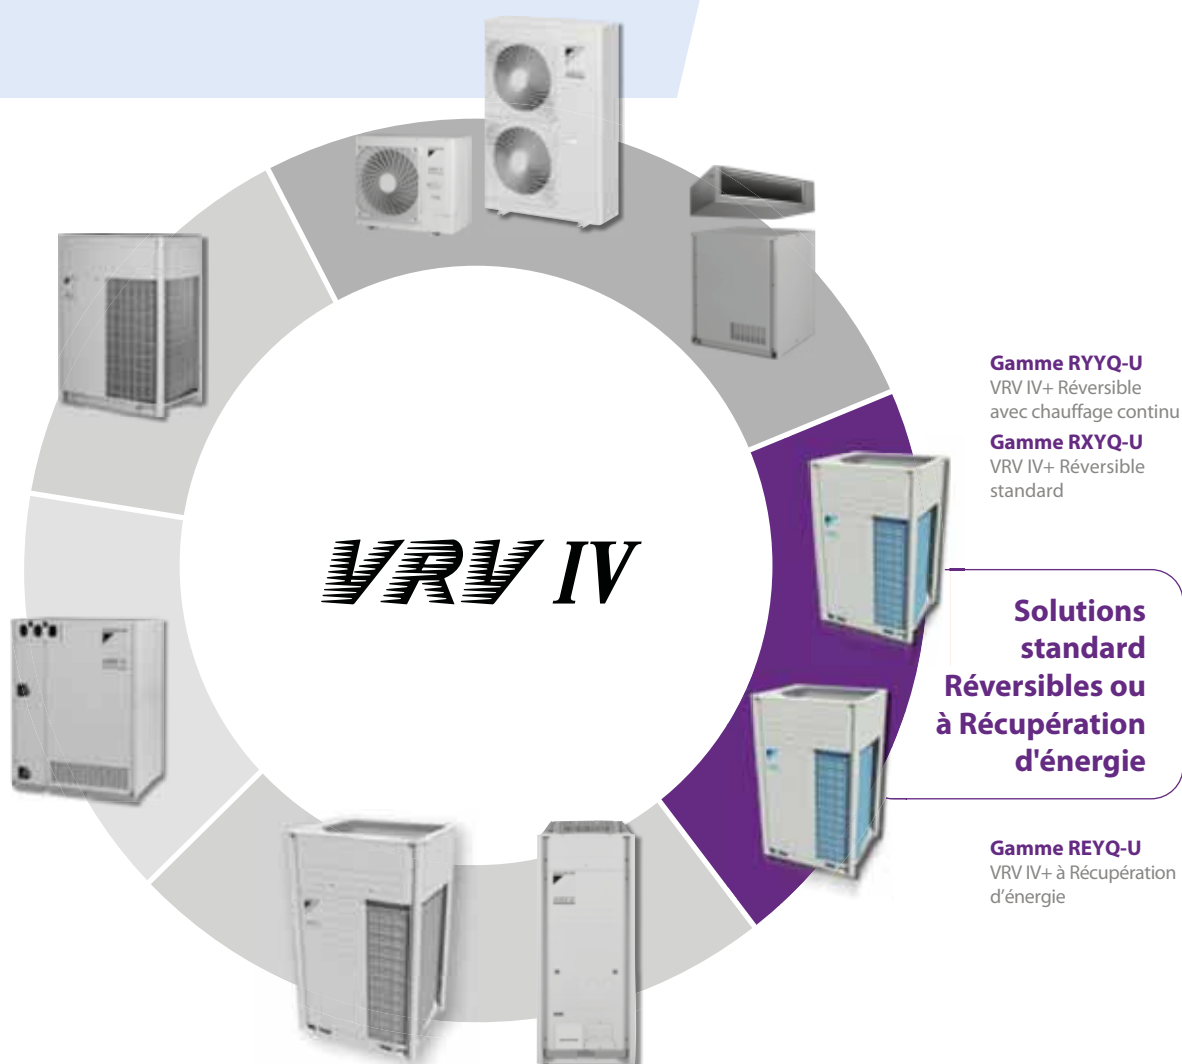 Gamme RYYQ-U
VRV IV+ Réversible
avec chauffage continu
Gamme RXYQ-U
VRV IV+ Réversible
standard
VRV IV
Solutions
standard
Réversibles ou
à Récupération
d'énergie
Gamme REYQ-U
VRV IV+ à Récupération
d’énergie